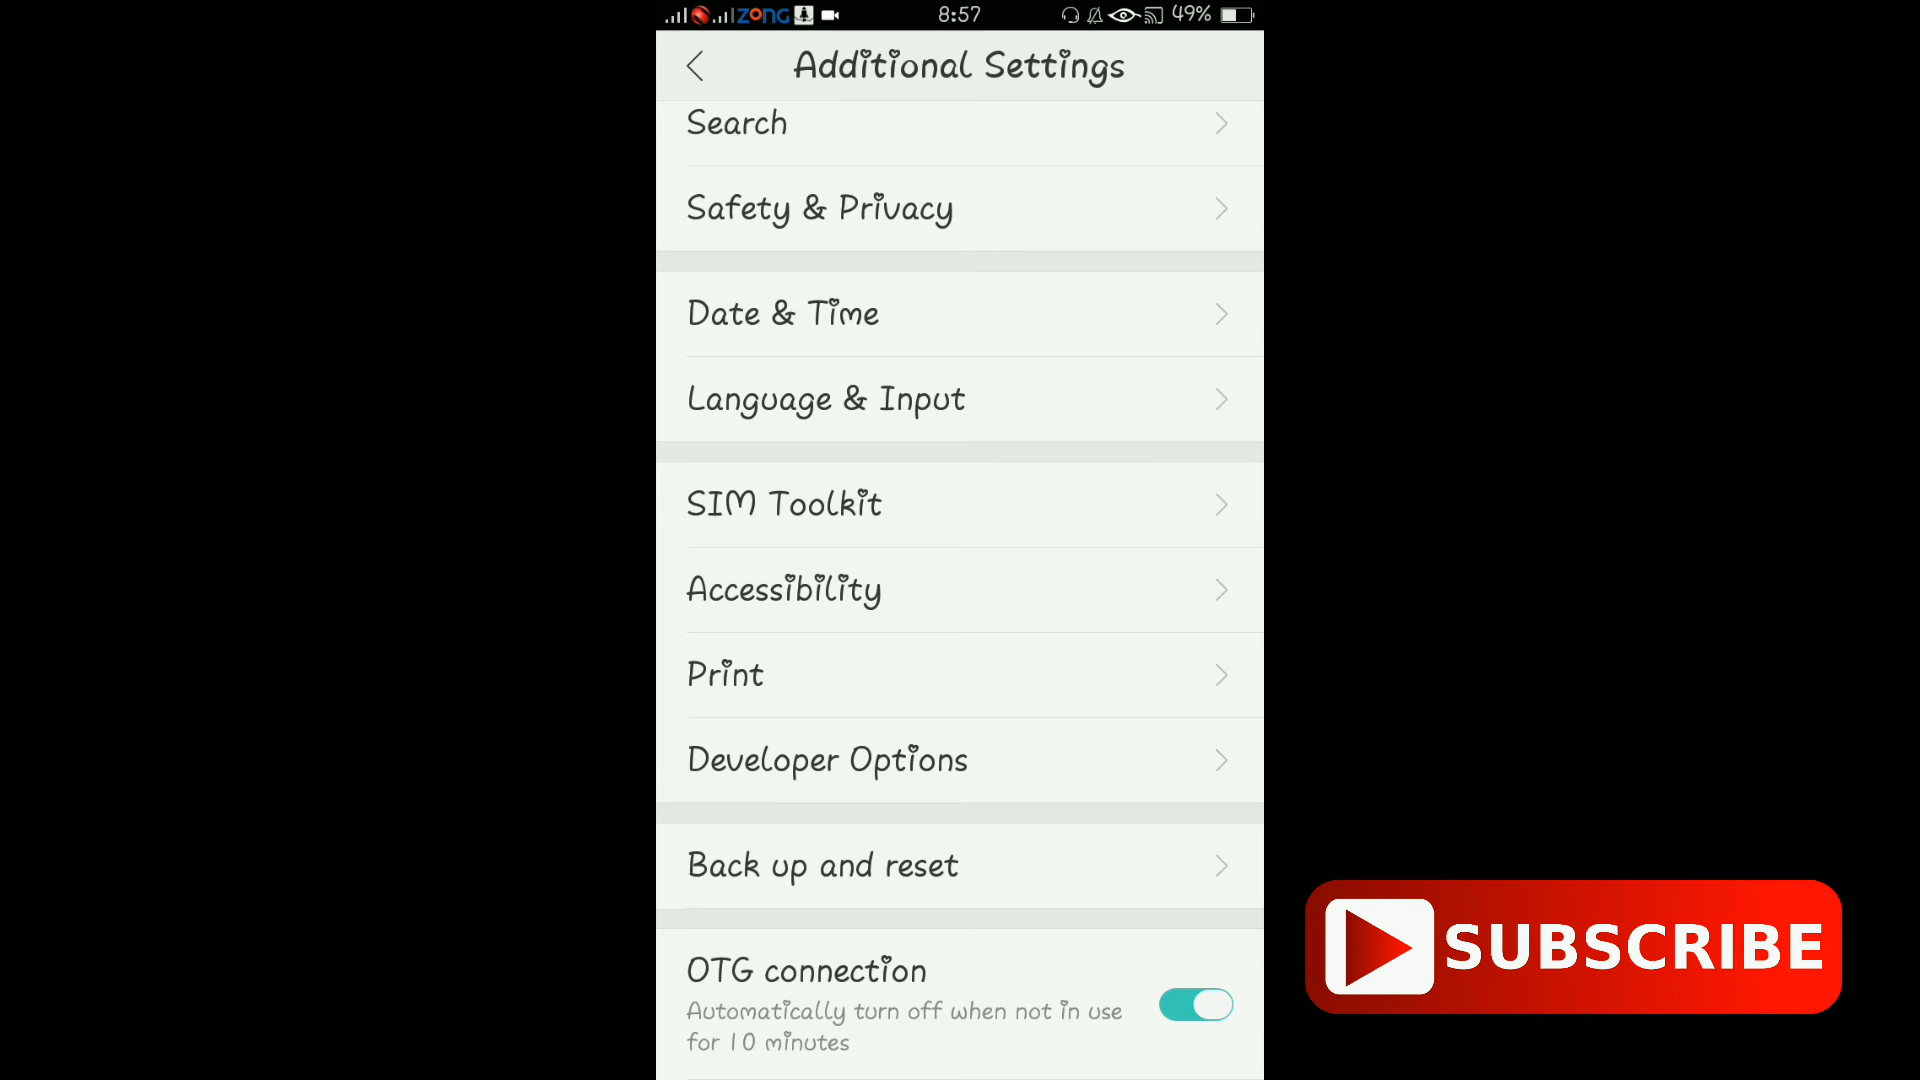 ZONG 8:57 49%
Additional Settings
Search
Safety & Privacy
Date & Time
Language & Input
SIM Toolkit
Accessibility
Print
Developer Options
Back up and reset
OTG connection
Automatically turn off when not in use
for 10 minutes
SUBSCRIBE